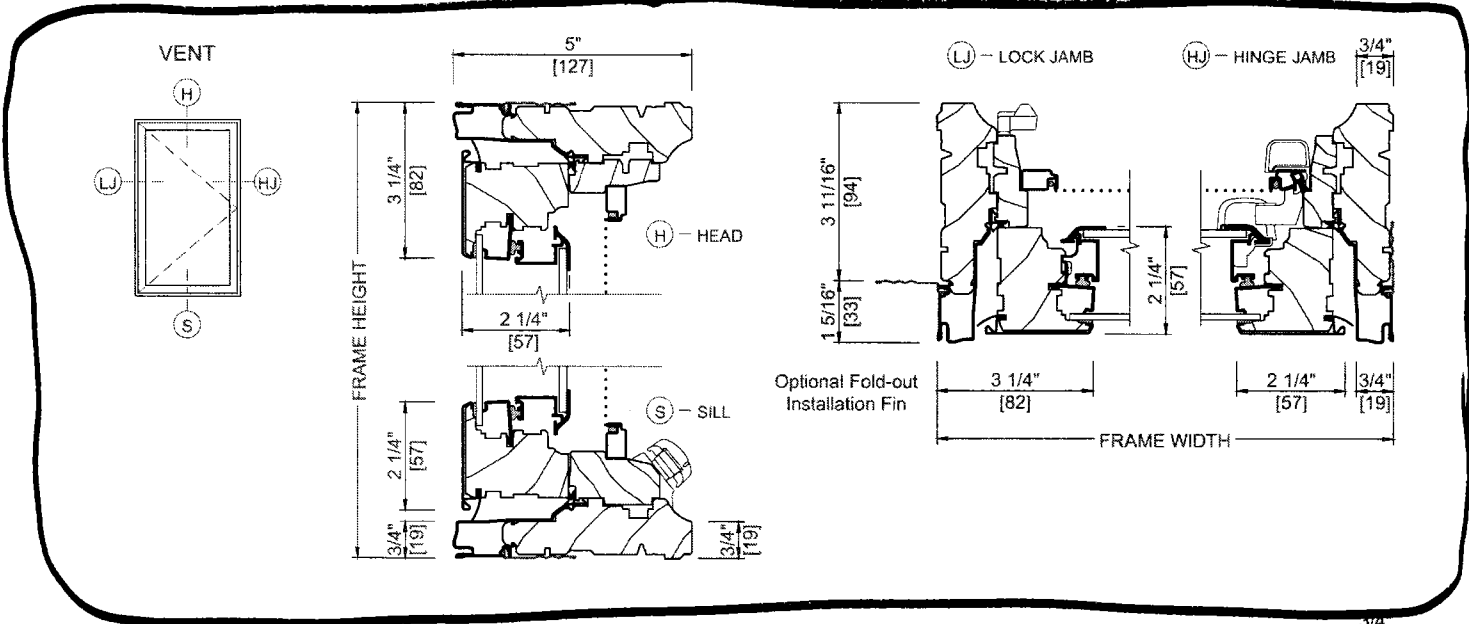 VENT
H
LJ
HJ
S
5"
[127]
3 1/4"
[82]
FRAME HEIGHT
H – HEAD
2 1/4"
[57]
S – SILL
2 1/4"
[57]
3/4"
[19]
3/4"
[19]
LJ – LOCK JAMB
HJ – HINGE JAMB
3/4"
[19]
3 11/16"
[94]
1 5/16"
[33]
2 1/4"
[57]
Optional Fold-out
Installation Fin
3 1/4"
[82]
2 1/4"
[57]
3/4"
[19]
FRAME WIDTH